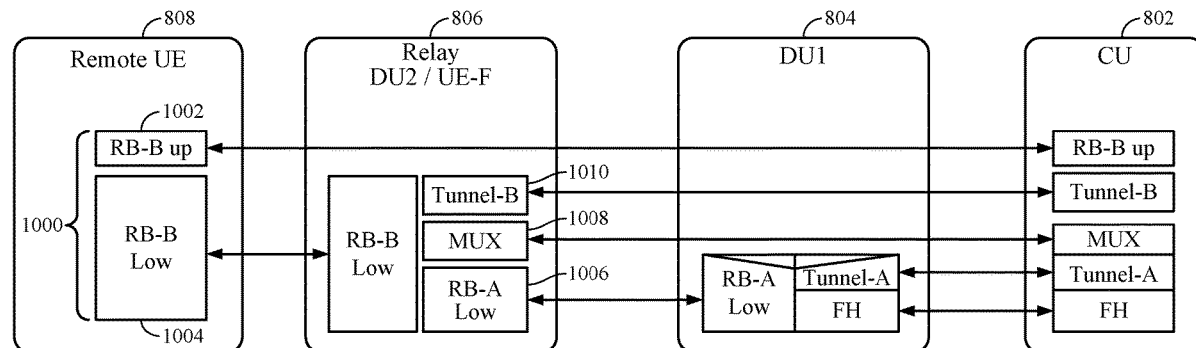 808
806
804
802
Remote UE
Relay
DU2 / UE-F
DU1
CU
1002
RB-B up
RB-B up
1010
Tunnel-B
Tunnel-B
1000
1008
RB-B
Low
RB-B
Low
MUX
MUX
1006
RB-A
Low
RB-A
Low
Tunnel-A
Tunnel-A
FH
FH
1004